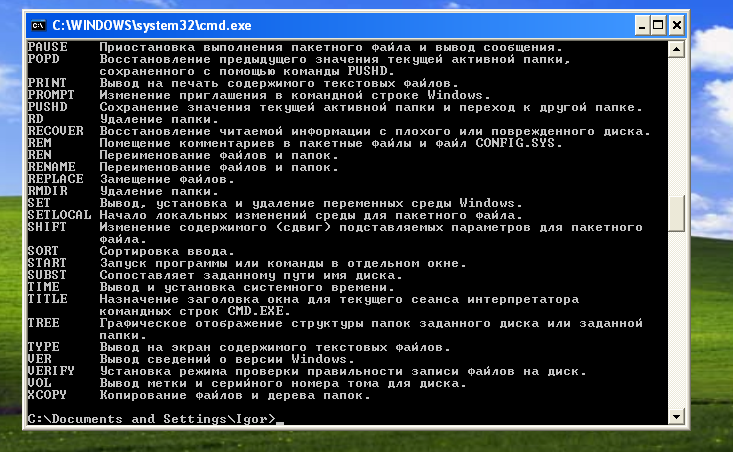 C:\WINDOWS\system32\cmd.exe
PAUSE Приостановка выполнения пакетного файла и вывод сообщения.
POPD Восстановление предыдущего значения текущей активной папки,
сохраненного с помощью команды PUSHD.
PRINT Вывод на печать содержимого текстовых файлов.
PROMPT Изменение приглашения в командной строке Windows.
PUSHD Сохранение значения текущей активной папки и переход к другой папке.
RD Удаление папки.
RECOVER Восстановление читаемой информации с плохого или поврежденного диска.
REM Помещение комментариев в пакетные файлы и файл CONFIG.SYS.
REN Переименование файлов и папок.
RENAME Переименование файлов и папок.
REPLACE Замещение файлов.
RMDIR Удаление папки.
SET Вывод, установка и удаление переменных среды Windows.
SETLOCAL Начало локальных изменений среды для пакетного файла.
SHIFT Изменение содержимого (сдвиг) подставляемых параметров для пакетного
файла.
SORT Сортировка ввода.
START Запуск программы или команды в отдельном окне.
SUBST Сопоставляет заданному пути имя диска.
TIME Вывод и установка системного времени.
TITLE Назначение заголовка окна для текущего сеанса интерпретатора
командных строк CMD.EXE.
TREE Графическое отображение структуры папок заданного диска или заданной
папки.
TYPE Вывод на экран содержимого текстовых файлов.
VER Вывод сведений о версии Windows.
VERIFY Установка режима проверки правильности записи файлов на диск.
VOL Вывод метки и серийного номера тома для диска.
XCOPY Копирование файлов и дерева папок.
C:\Documents and Settings\Igor>_